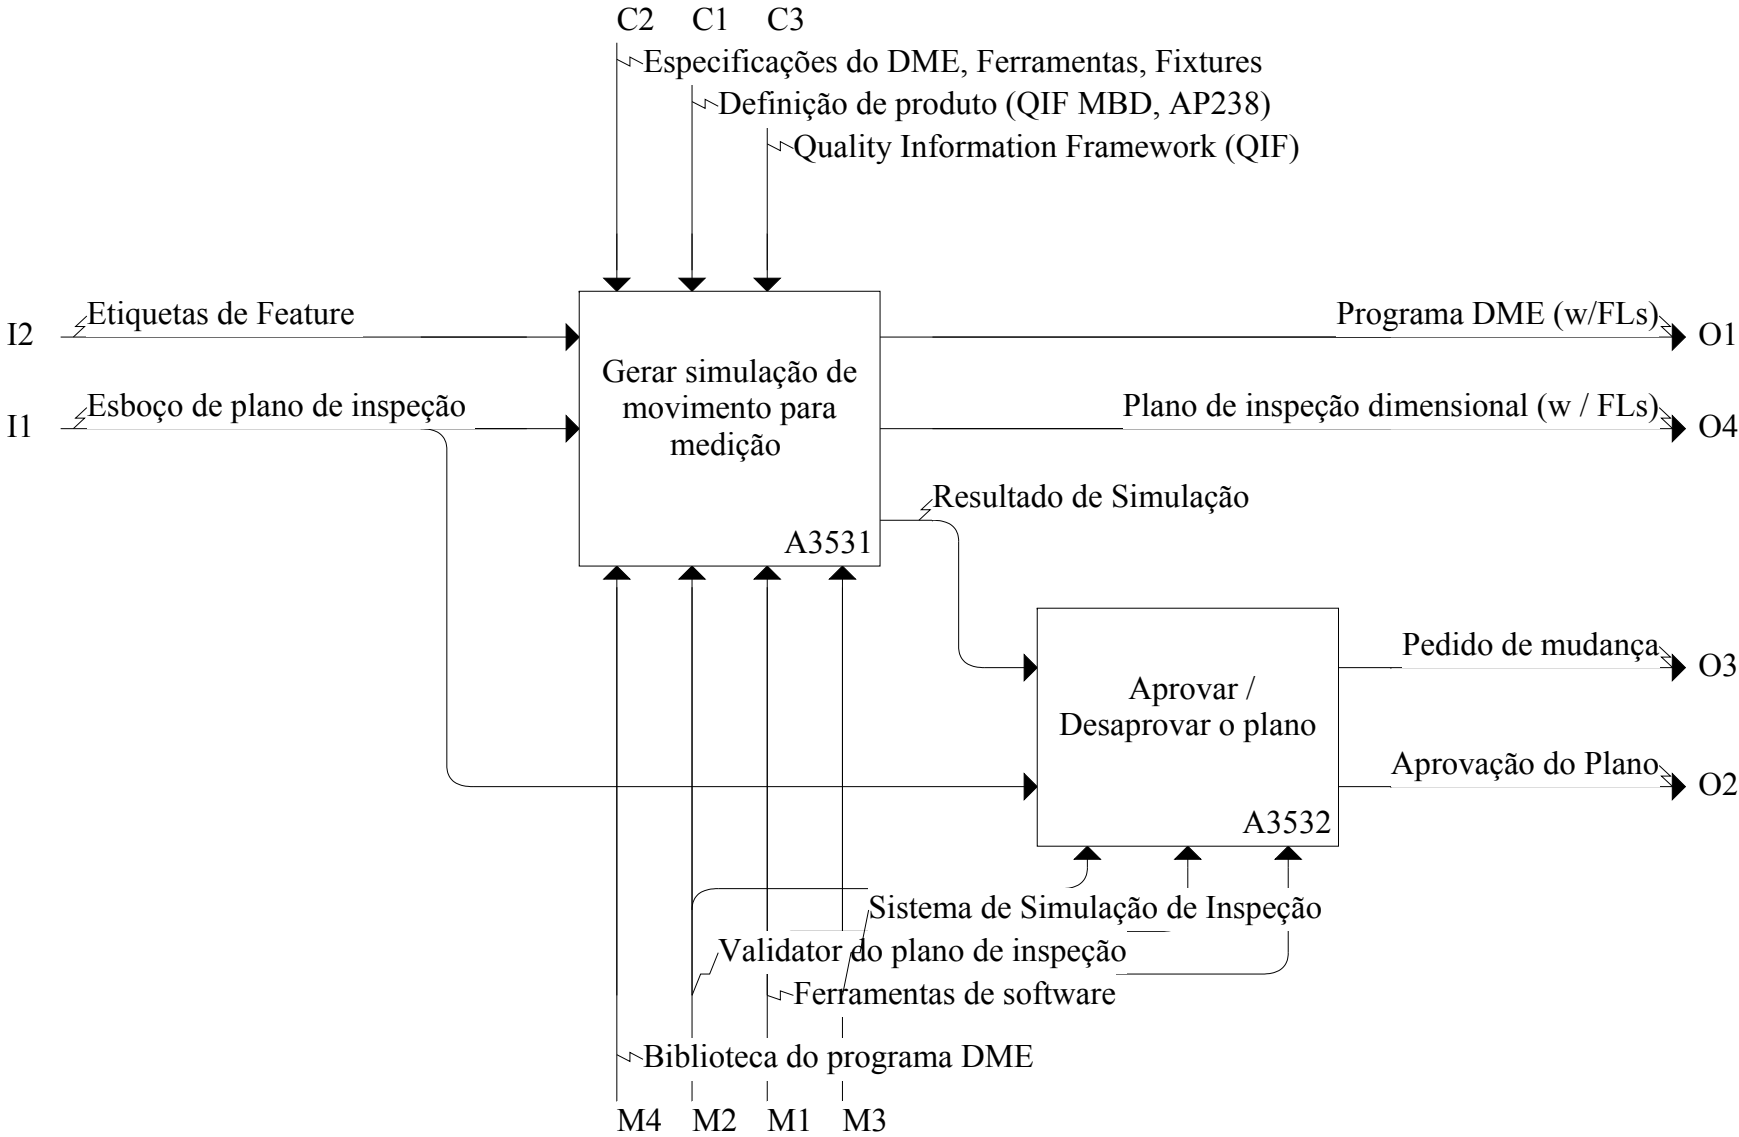 C2 C1 C3
Especificações do DME, Ferramentas, Fixtures
Definição de produto (QIF MBD, AP238)
Quality Information Framework (QIF)
I2
Etiquetas de Feature
I1
Esboço de plano de inspeção
Gerar simulação de
movimento para
medição
A3531
Programa DME (w/FLs)
O1
Plano de inspeção dimensional (w / FLs)
O4
Resultado de Simulação
Aprovar /
Desaprovar o plano
A3532
Pedido de mudança
O3
Aprovação do Plano
O2
Sistema de Simulação de Inspeção
Validator do plano de inspeção
Ferramentas de software
Biblioteca do programa DME
M4 M2 M1 M3